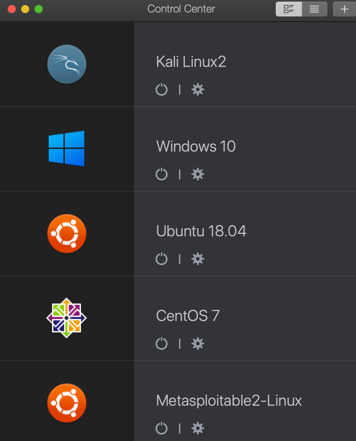 Control Center
Kali Linux2
Windows 10
Ubuntu 18.04
CentOS 7
Metasploitable2-Linux